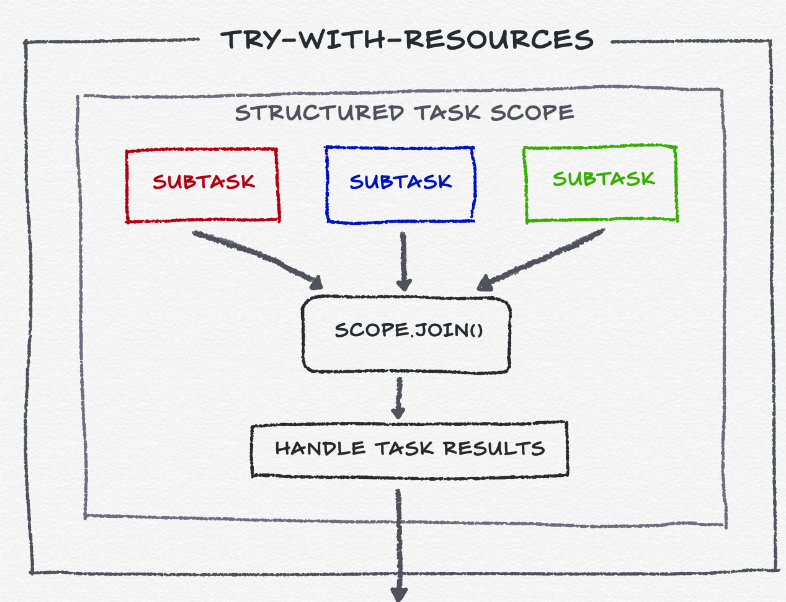 TRY-WITH-RESOURCES
STRUCTURED TASK SCOPE
SUBTASK
SUBTASK
SUBTASK
SCOPE.JOIN()
HANDLE TASK RESULTS